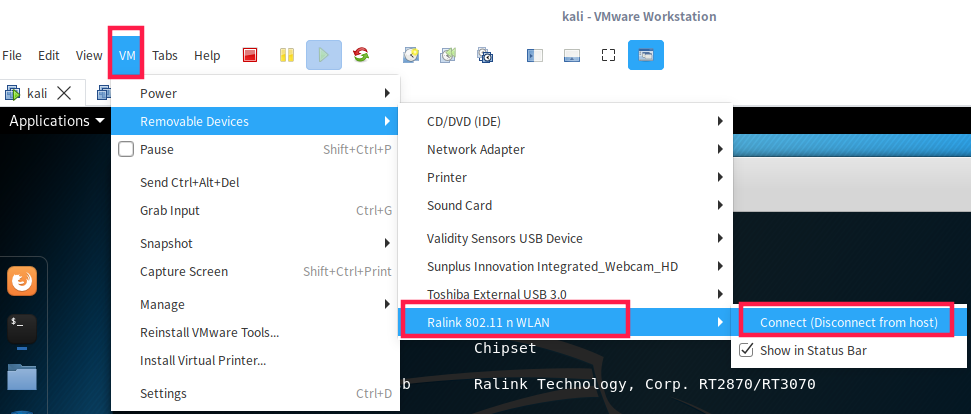 kali - VMware Workstation
File Edit View VM Tabs Help
kali
Applications
Power
Removable Devices
Pause Shift+Ctrl+P
Send Ctrl+Alt+Del
Grab Input Ctrl+G
Snapshot
Capture Screen Shift+Ctrl+Print
Manage
Reinstall VMware Tools...
Install Virtual Printer...
Settings Ctrl+D
CD/DVD (IDE)
Network Adapter
Printer
Sound Card
Validity Sensors USB Device
Sunplus Innovation Integrated_Webcam_HD
Toshiba External USB 3.0
Ralink 802.11 n WLAN
Connect (Disconnect from host)
Show in Status Bar
$_
Chipset
b Ralink Technology, Corp. RT2870/RT3070